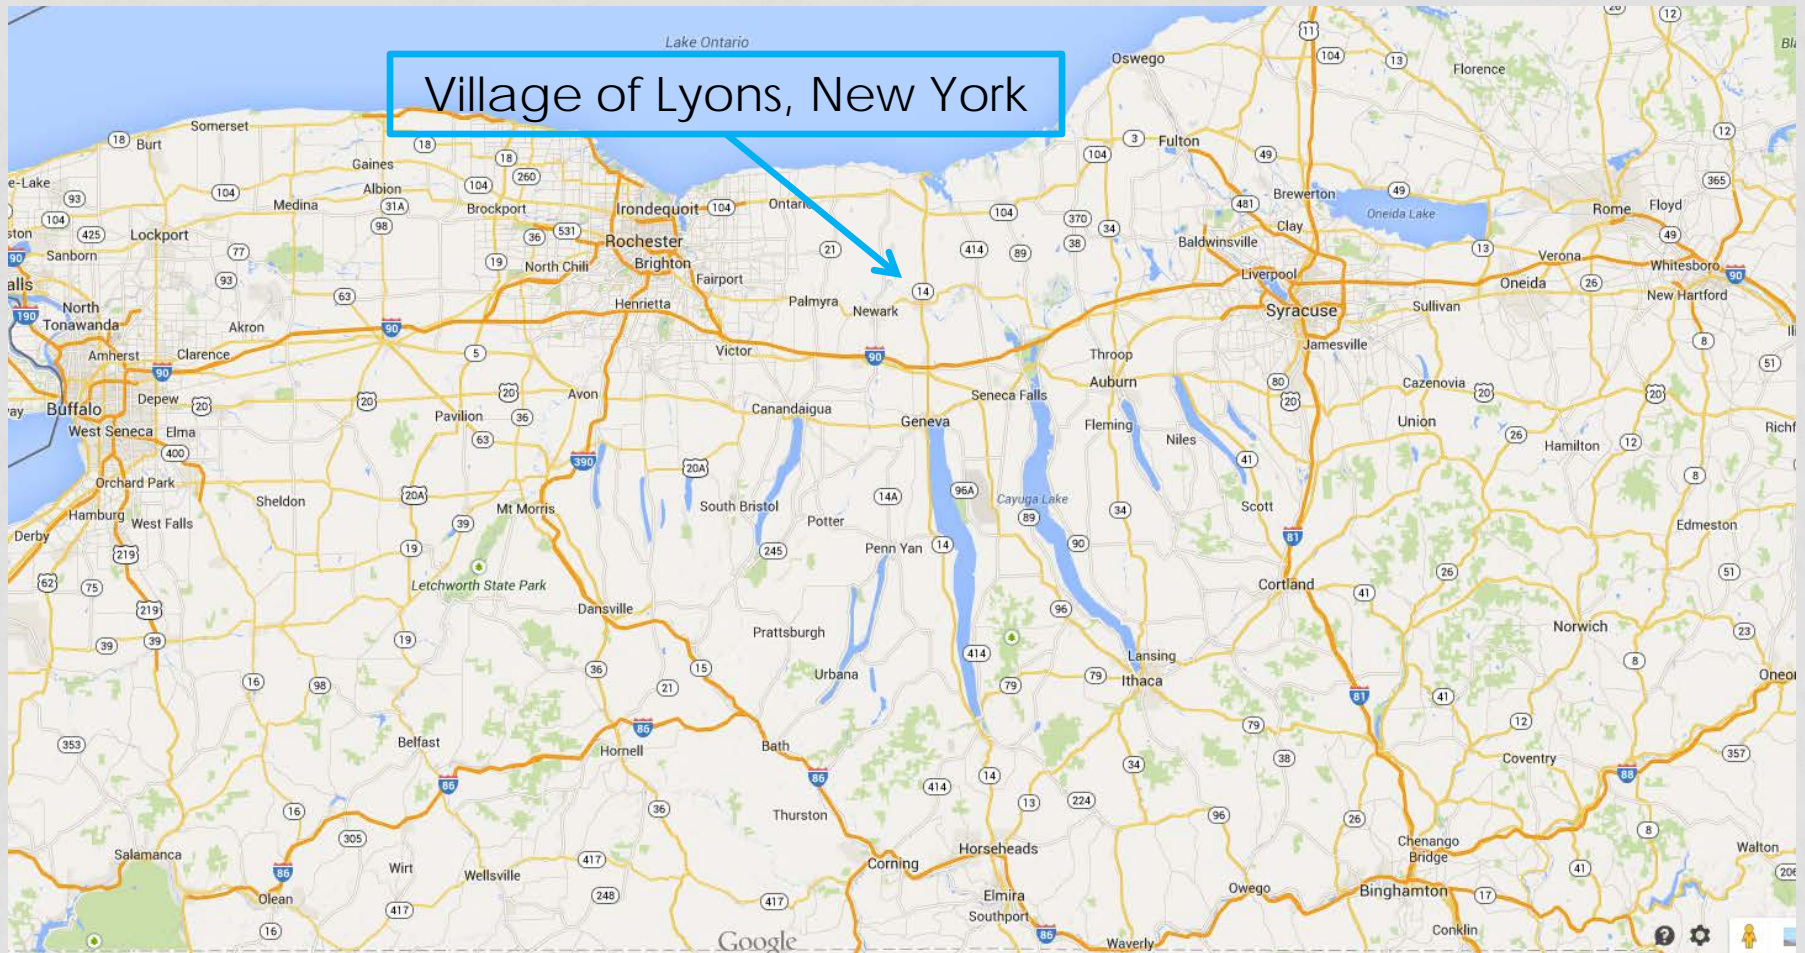 Lake Ontario
Village of Lyons, New York
Oswego
Florence
Somerset
Burt
Gaines
Fulton
Albion
Medina
Brockport
Irondequoit
Ontario
Brewerton
Oneida Lake
Rome
Floyd
Lockport
Sanborn
Rochester
Brighton
North Chili
Fairport
Baldwinsville
Clay
Liverpool
Verona
Whitesboro
Oneida
New Hartford
North
Tonawanda
Akron
Henrietta
Palmyra
Newark
Syracuse
Sullivan
Amherst
Clarence
Victor
Throop
Jamesville
Buffalo
Depew
Avon
Seneca Falls
Auburn
Cazenovia
West Seneca
Elma
Pavilion
Canandaigua
Geneva
Fleming
Niles
Union
Hamilton
Orchard Park
Sheldon
Mt Morris
South Bristol
Potter
Cayuga Lake
Scott
Hamburg
West Falls
Derby
Edmeston
Penn Yan
Letchworth State Park
Cortland
Dansville
Prattsburgh
Norwich
Urbana
Lansing
Ithaca
Belfast
Hornell
Bath
Coventry
Thurston
Salamanca
Wirt
Wellsville
Corning
Horseheads
Chenango
Bridge
Walton
Olean
Elmira
Southport
Owego
Binghamton
Conklin
Waverly
Google